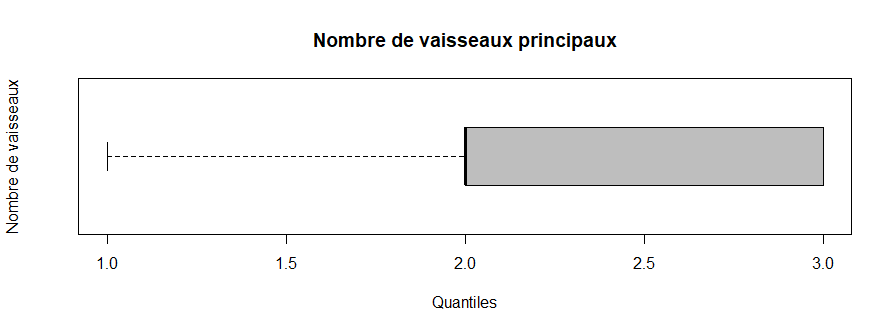 Nombre de vaisseaux principaux
Nombre de vaisseaux
1.0 1.5 2.0 2.5 3.0
Quantiles